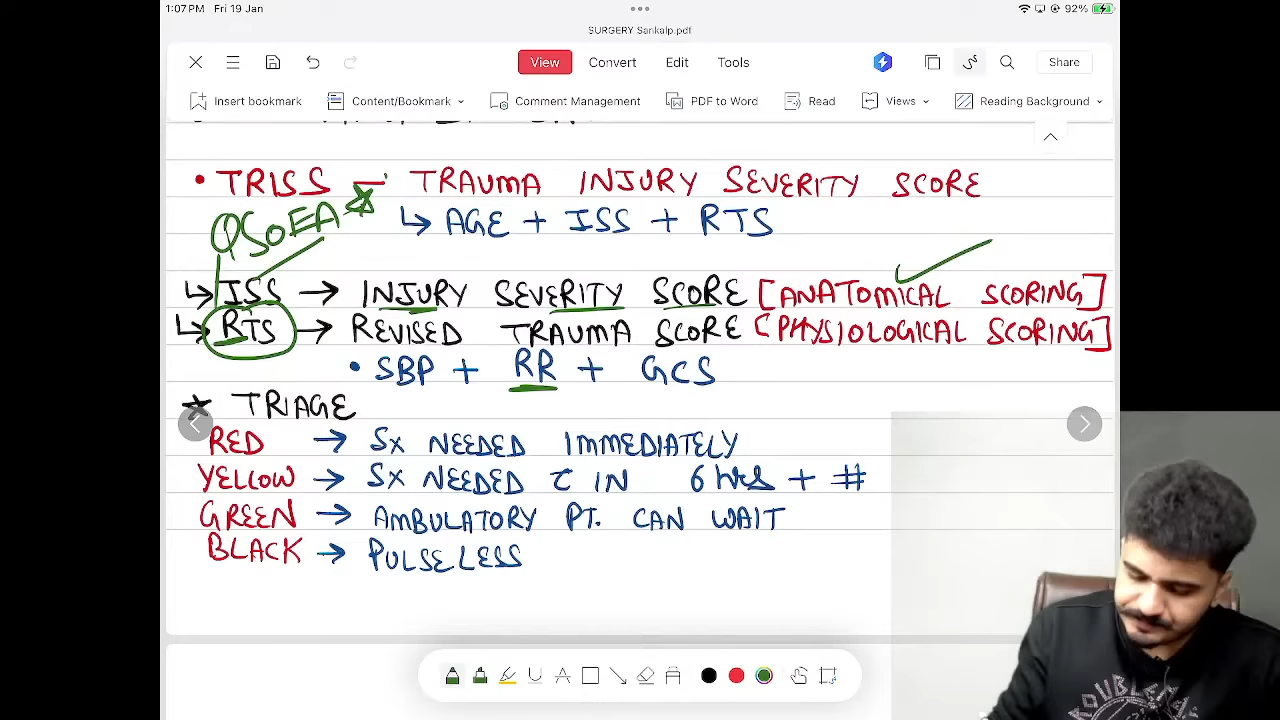 1:07 PM Fri 19 Jan
92%
SURGERY Sankalp.pdf
View Convert Edit Tools Share
Insert bookmark Content/Bookmark Comment Management PDF to Word Read Views Reading Background
• TRISS – TRAUMA INJURY SEVERITY SCORE
QSOFA
↳ AGE + ISS + RTS
↳ ISS → INJURY SEVERITY SCORE [ANATOMICAL SCORING]
↳ RTS → REVISED TRAUMA SCORE [PHYSIOLOGICAL SCORING]
• SBP + RR + GCS
★ TRIAGE
RED → Sx NEEDED IMMEDIATELY
YELLOW → Sx NEEDED C̄ IN 6 hrs + #
GREEN → AMBULATORY PT. CAN WAIT
BLACK → PULSELESS